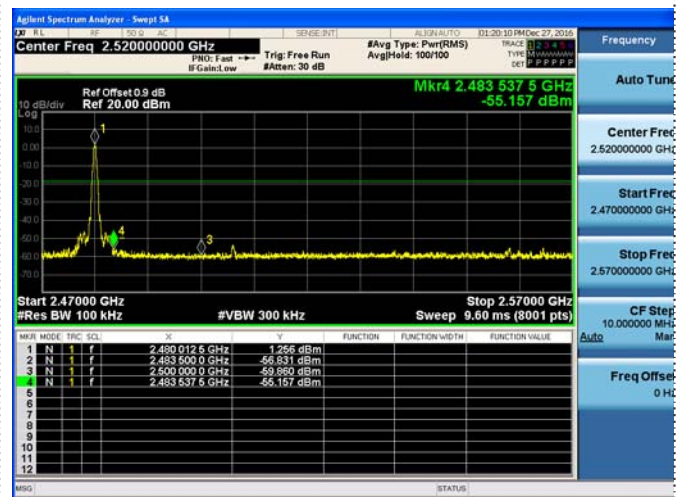 Agilent Spectrum Analyzer - Swept SA
LXI RL RF 50 Ω AC SENSE:INT ALIGNAUTO 01:20:10 PM Dec 27, 2016
Center Freq 2.520000000 GHz
PNO: Fast
IFGain:Low
Trig: Free Run
#Atten: 30 dB
#Avg Type: Pwr(RMS)
Avg|Hold: 100/100
TRACE 1 2 3 4 5 6
TYPE M
DET P P P P P P
Ref Offset 0.9 dB
Ref 20.00 dBm
10 dB/div
Log
Mkr4 2.483 537 5 GHz
-55.157 dBm
10.0
0.00
-10.0
-20.0
-30.0
-40.0
-50.0
-60.0
-70.0
1
4
3
Start 2.47000 GHz
Stop 2.57000 GHz
#Res BW 100 kHz
#VBW 300 kHz
Sweep 9.60 ms (8001 pts)
MKR MODE TRC SCL X Y FUNCTION FUNCTION WIDTH FUNCTION VALUE
1 N 1 f 2.480 012 5 GHz 1.256 dBm
2 N 1 f 2.483 500 0 GHz -56.831 dBm
3 N 1 f 2.500 000 0 GHz -59.860 dBm
4 N 1 f 2.483 537 5 GHz -55.157 dBm
5
6
7
8
9
10
11
12
MSG
STATUS
Frequency
Auto Tune
Center Freq
2.520000000 GHz
Start Freq
2.470000000 GHz
Stop Freq
2.570000000 GHz
CF Step
10.000000 MHz
Auto Man
Freq Offset
0 Hz